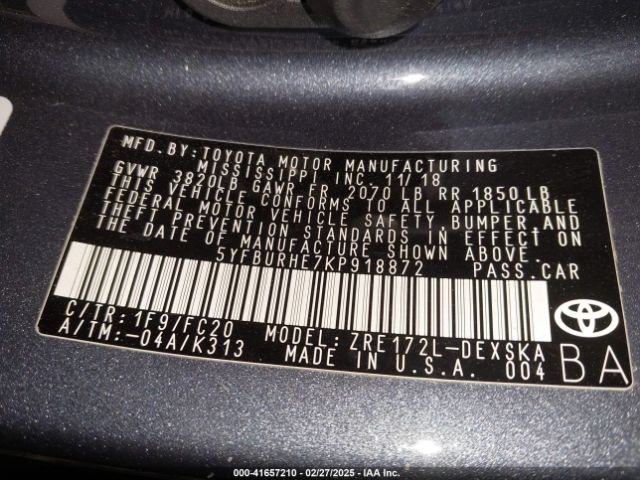 MFD. BY: TOYOTA MOTOR MANUFACTURING
MISSISSIPPI, INC. 11/18
GVWR 3820LB GAWR FR 2070 LB RR 1850 LB
THIS VEHICLE CONFORMS TO ALL APPLICABLE
FEDERAL MOTOR VEHICLE SAFETY, BUMPER, AND
THEFT PREVENTION STANDARDS IN EFFECT ON
THE DATE OF MANUFACTURE SHOWN ABOVE.
5YFBURHE7KP918872 PASS. CAR
C/TR: 1F9/FC20 MODEL: ZRE172L-DEXSKA
A/TM:-04A/K313 MADE IN U.S.A. 004
BA
000-41657210 - 02/27/2025 - IAA Inc.